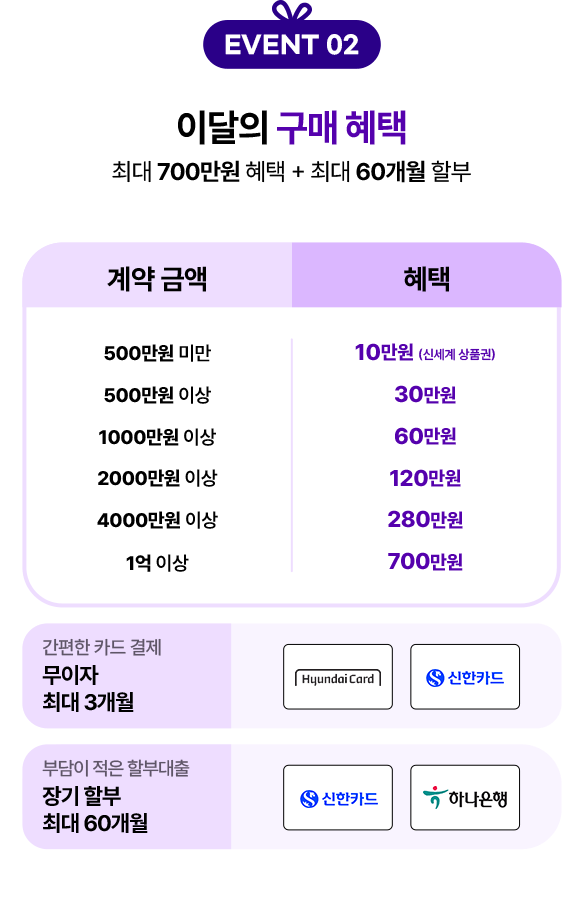 EVENT 02
이달의 구매 혜택
최대 700만원 혜택 + 최대 60개월 할부
계약 금액 혜택
500만원 미만 10만원 (신세계 상품권)
500만원 이상 30만원
1000만원 이상 60만원
2000만원 이상 120만원
4000만원 이상 280만원
1억 이상 700만원
간편한 카드 결제
무이자
최대 3개월
Hyundai Card 신한카드
부담이 적은 할부대출
장기 할부
최대 60개월
신한카드 하나은행